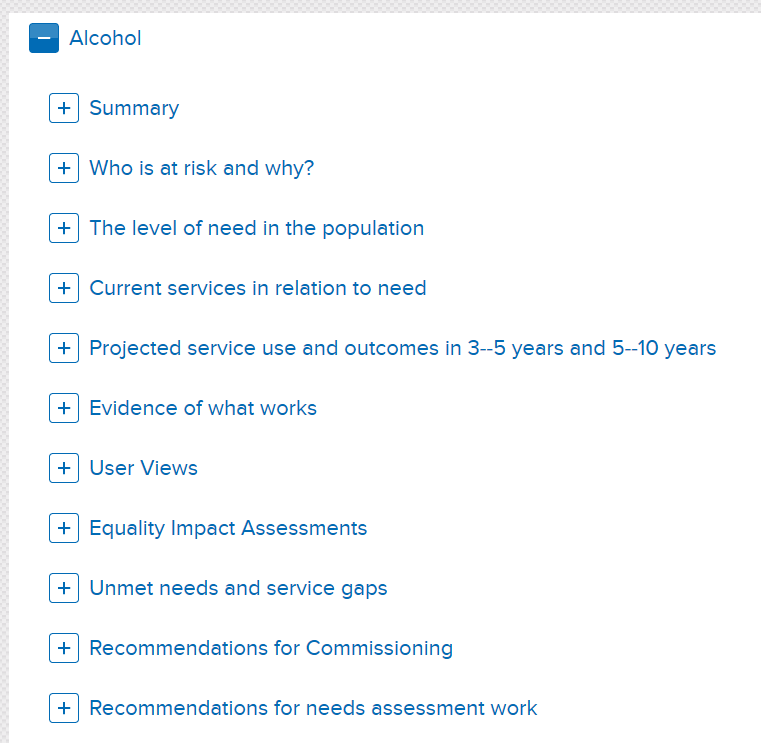 Alcohol
Summary
Who is at risk and why?
The level of need in the population
Current services in relation to need
Projected service use and outcomes in 3--5 years and 5--10 years
Evidence of what works
User Views
Equality Impact Assessments
Unmet needs and service gaps
Recommendations for Commissioning
Recommendations for needs assessment work